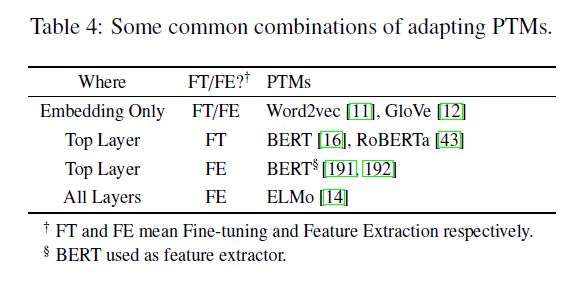 Table 4: Some common combinations of adapting PTMs.
Where FT/FE?† PTMs
Embedding Only FT/FE Word2vec [11], GloVe [12]
Top Layer FT BERT [16], RoBERTa [43]
Top Layer FE BERT§ [191, 192]
All Layers FE ELMo [14]
† FT and FE mean Fine-tuning and Feature Extraction respectively.
§ BERT used as feature extractor.